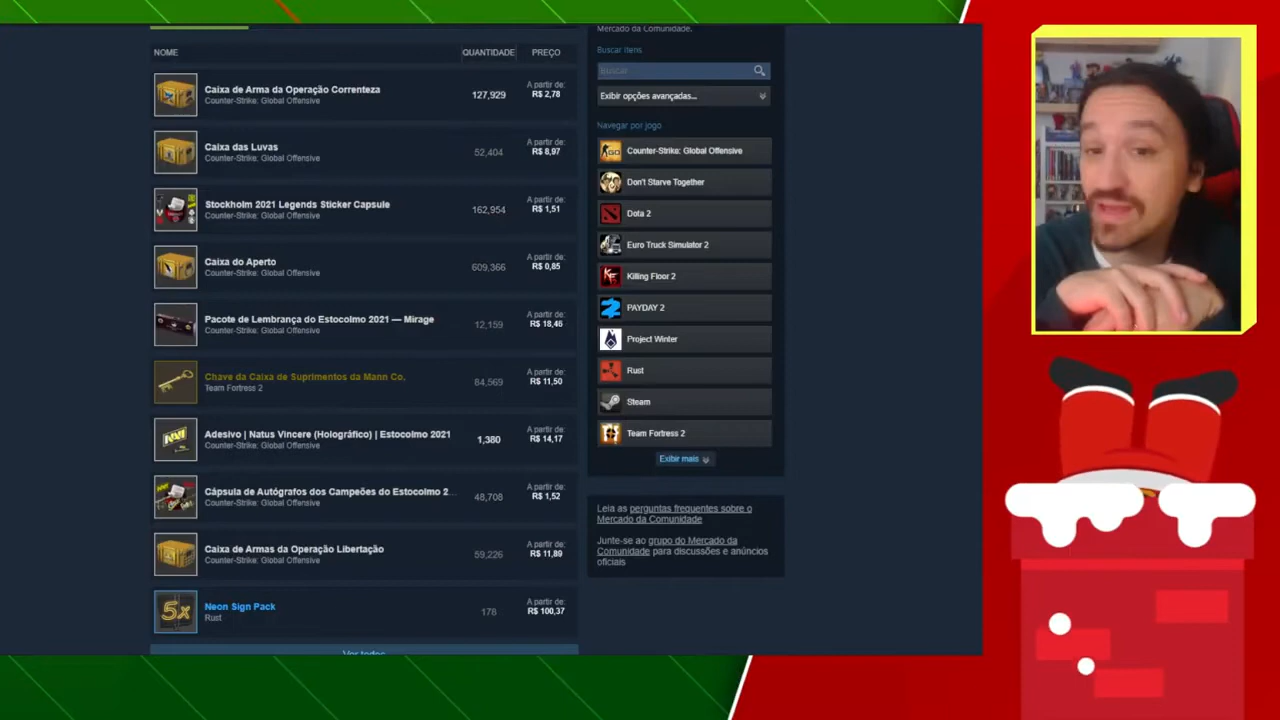 Mercado da Comunidade.
NOME QUANTIDADE PREÇO
Caixa de Arma da Operação Correnteza
Counter-Strike: Global Offensive
127,929
A partir de:
R$ 2,78
Caixa das Luvas
Counter-Strike: Global Offensive
52,404
A partir de:
R$ 8,97
Stockholm 2021 Legends Sticker Capsule
Counter-Strike: Global Offensive
162,954
A partir de:
R$ 1,51
Caixa do Aperto
Counter-Strike: Global Offensive
609,366
A partir de:
R$ 0,85
Pacote de Lembrança do Estocolmo 2021 — Mirage
Counter-Strike: Global Offensive
12,159
A partir de:
R$ 18,46
Chave da Caixa de Suprimentos da Mann Co.
Team Fortress 2
84,569
A partir de:
R$ 11,50
Adesivo | Natus Vincere (Holográfico) | Estocolmo 2021
Counter-Strike: Global Offensive
1,380
A partir de:
R$ 14,17
Cápsula de Autógrafos dos Campeões do Estocolmo 2...
Counter-Strike: Global Offensive
48,708
A partir de:
R$ 1,52
Caixa de Armas da Operação Libertação
Counter-Strike: Global Offensive
59,226
A partir de:
R$ 11,89
5x
Neon Sign Pack
Rust
178
A partir de:
R$ 100,37
Ver todos
Buscar itens
Buscar
Exibir opções avançadas...
Navegar por jogo
Counter-Strike: Global Offensive
Don't Starve Together
Dota 2
Euro Truck Simulator 2
Killing Floor 2
PAYDAY 2
Project Winter
Rust
Steam
Team Fortress 2
Exibir mais
Leia as perguntas frequentes sobre o
Mercado da Comunidade
Junte-se ao grupo do Mercado da
Comunidade para discussões e anúncios
oficiais